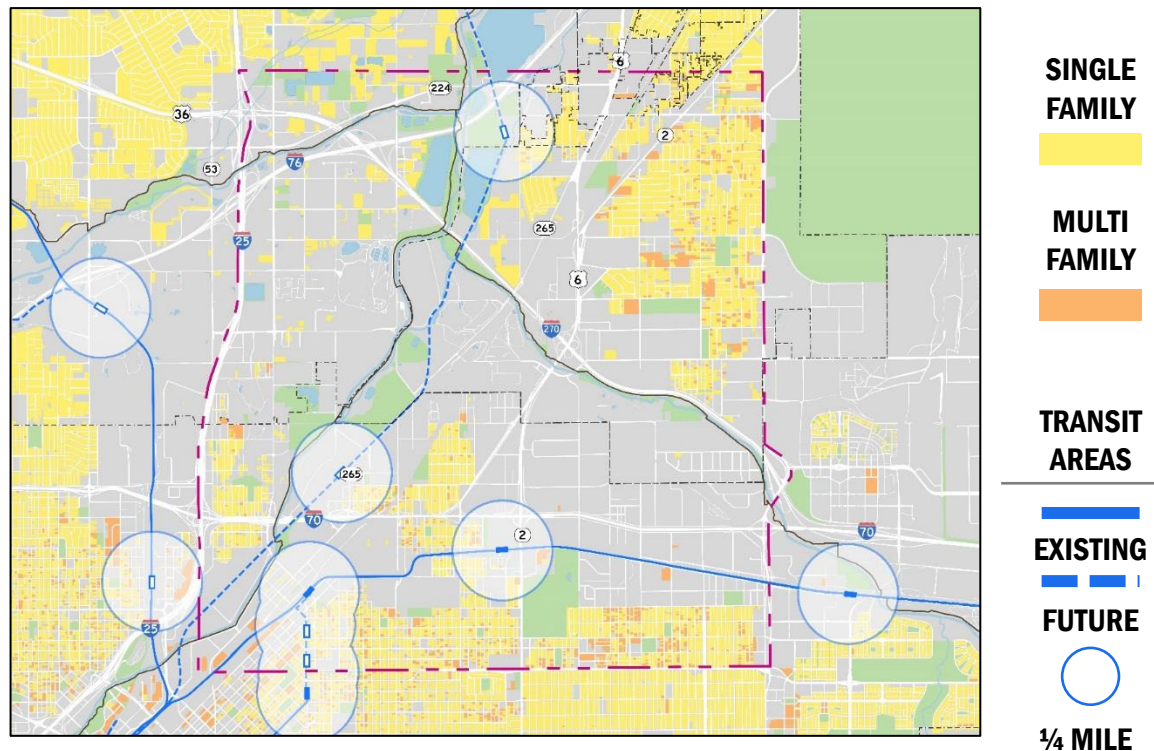 36
224
6
2
53
76
265
25
6
270
265
70
2
70
25
SINGLE
FAMILY
MULTI
FAMILY
TRANSIT
AREAS
EXISTING
FUTURE
¼ MILE